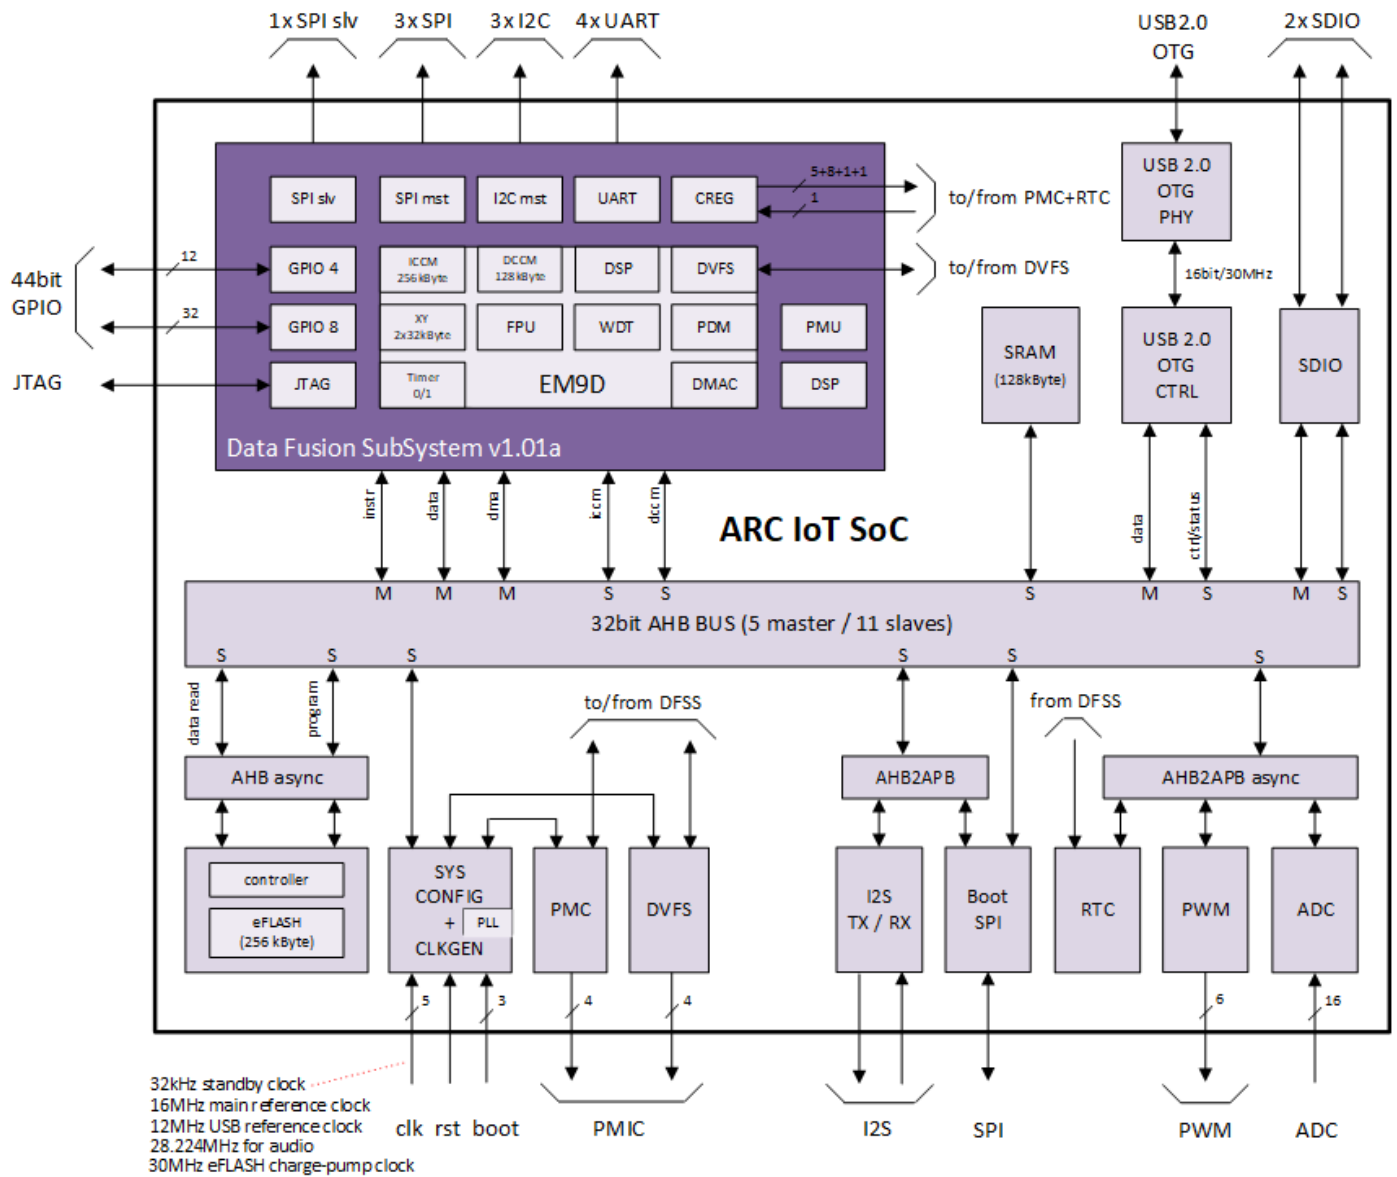 1x SPI slv
3x SPI
3x I2C
4x UART
USB2.0
OTG
2x SDIO
SPI slv
SPI mst
I2C mst
UART
CREG
5+8+1+1
1
to/from PMC+RTC
USB 2.0
OTG
PHY
44bit
GPIO
12
GPIO 4
ICCM
256kByte
DCCM
128kByte
DSP
DVFS
to/from DVFS
16bit/30MHz
32
GPIO 8
XY
2x32kByte
FPU
WDT
PDM
PMU
SRAM
(128kByte)
USB 2.0
OTG
CTRL
SDIO
JTAG
JTAG
Timer
0/1
EM9D
DMAC
DSP
Data Fusion SubSystem v1.01a
instr
data
dma
iccm
dccm
ARC IoT SoC
data
ctrl/status
M
M
M
S
S
S
M
S
M
S
32bit AHB BUS (5 master / 11 slaves)
S
S
S
S
S
S
data read
program
to/from DFSS
from DFSS
AHB async
AHB2APB
AHB2APB async
controller
eFLASH
(256 kByte)
SYS
CONFIG
+
PLL
CLKGEN
PMC
DVFS
I2S
TX / RX
Boot
SPI
RTC
PWM
ADC
5
3
4
4
6
16
32kHz standby clock
16MHz main reference clock
12MHz USB reference clock
28.224MHz for audio
30MHz eFLASH charge-pump clock
clk
rst
boot
PMIC
I2S
SPI
PWM
ADC